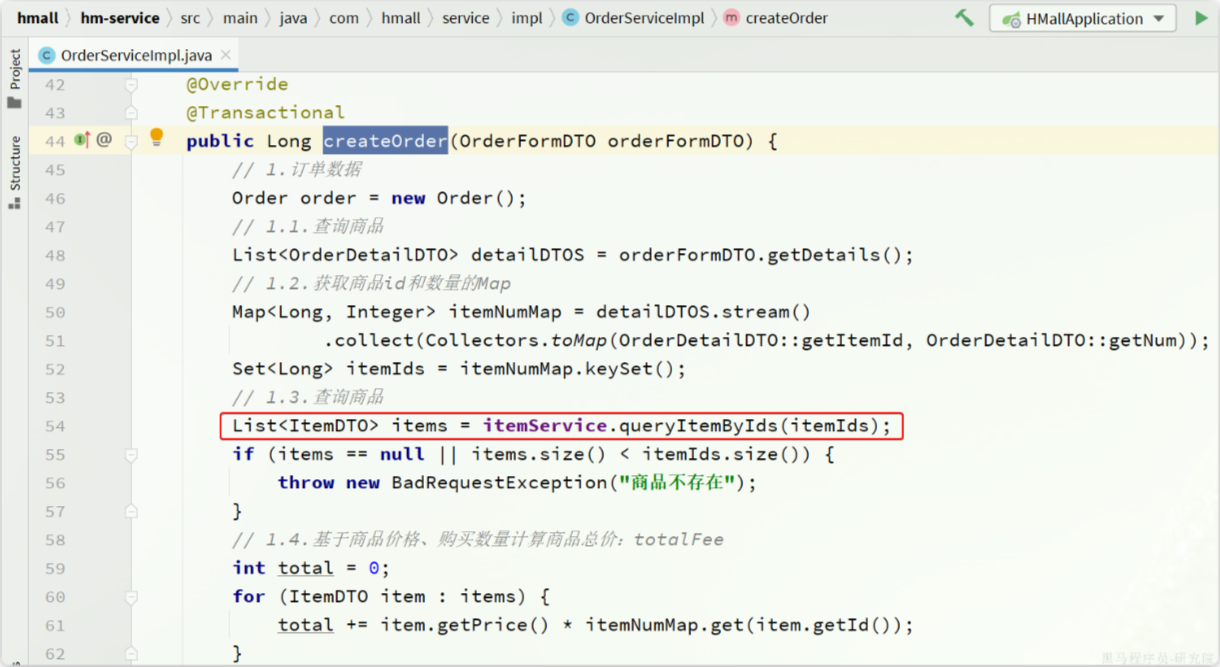 hmall hm-service src main java com hmall service impl OrderServiceImpl createOrder HMallApplication
OrderServiceImpl.java
Project
Structure
42 @Override
43 @Transactional
44 public Long createOrder(OrderFormDTO orderFormDTO) {
45 // 1.订单数据
46 Order order = new Order();
47 // 1.1.查询商品
48 List<OrderDetailDTO> detailDTOS = orderFormDTO.getDetails();
49 // 1.2.获取商品id和数量的Map
50 Map<Long, Integer> itemNumMap = detailDTOS.stream()
51 .collect(Collectors.toMap(OrderDetailDTO::getItemId, OrderDetailDTO::getNum));
52 Set<Long> itemIds = itemNumMap.keySet();
53 // 1.3.查询商品
54 List<ItemDTO> items = itemService.queryItemByIds(itemIds);
55 if (items == null || items.size() < itemIds.size()) {
56 throw new BadRequestException("商品不存在");
57 }
58 // 1.4.基于商品价格、购买数量计算商品总价：totalFee
59 int total = 0;
60 for (ItemDTO item : items) {
61 total += item.getPrice() * itemNumMap.get(item.getId());
62 }
黑马程序员-研究院